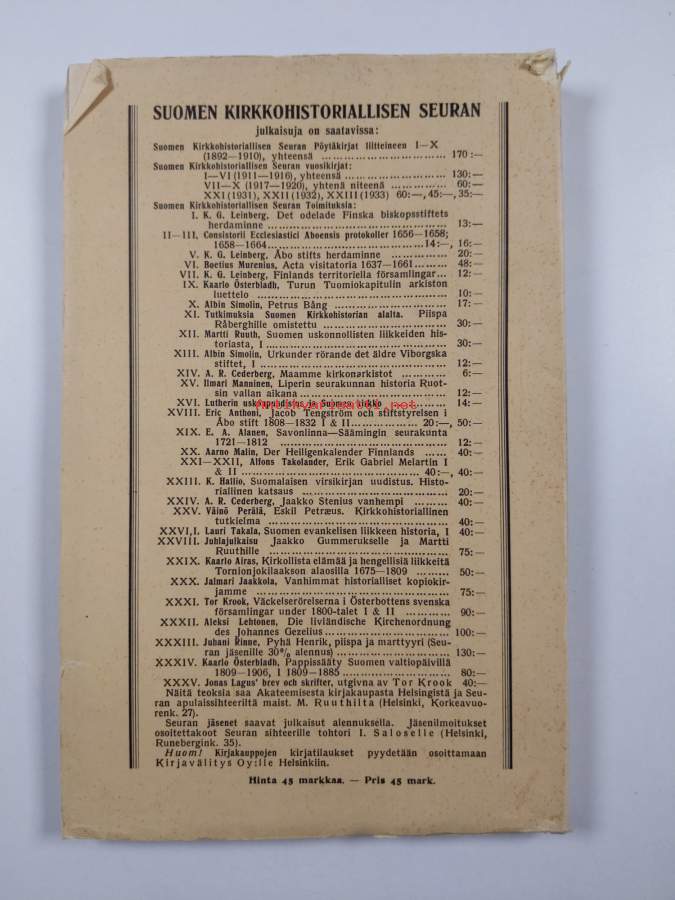 SUOMEN KIRKKOHISTORIALLISEN SEURAN
julkaisuja on saatavissa:
Suomen Kirkkohistoriallisen Seuran Pöytäkirjat liitteineen I—X
(1892—1910), yhteensä ........ 170:—
Suomen Kirkkohistoriallisen Seuran vuosikirjat:
I—VI (1911—1916), yhteensä ........ 130:—
VII—X (1917—1920), yhtenä niteenä ........ 60:—
XXI (1931), XXII (1932), XXIII (1933) 60:—, 45:—, 35:—
Suomen Kirkkohistoriallisen Seuran Toimituksia:
I. K. G. Leinberg, Det odelade Finska biskopsstiftets
herdaminne ........ 13:—
II—III, Consistorii Ecclesiastici Aboensis protokoller 1656—1658;
1658—1664 ........ 14:—, 16:—
V. K. G. Leinberg, Åbo stifts herdaminne ........ 20:—
VI. Boetius Murenius, Acta visitatoria 1637—1661 ........ 48:—
VII. K. G. Leinberg, Finlands territoriella församlingar... 12:—
IX. Kaarlo Österbladh, Turun Tuomiokapitulin arkiston
luettelo ........ 10:—
X. Albin Simolin, Petrus Bång ........ 17:—
XI. Tutkimuksia Suomen Kirkkohistorian alalta. Piispa
Råberghille omistettu ........ 30:—
XII. Martti Ruuth, Suomen uskonnollisten liikkeiden his-
toriasta, I ........ 30:—
XIII. Albin Simolin, Urkunder rörande det äldre Viborgska
stiftet, I ........ 12:—
XIV. A. R. Cederberg, Maamme kirkonarkistot ........ 6:—
XV. Ilmari Manninen, Liperin seurakunnan historia Ruot-
sin vallan aikana ........ 12:—
XVI. Lutherin uskonpuhdistus ja Suomen kirkko ........ 14:—
Antikvariaatti.net
XVIII. Eric Anthoni, Jacob Tengström och stiftstyrelsen i
Åbo stift 1808—1832 I & II ........ 20:—, 50:—
XIX. E. A. Alanen, Savonlinna—Säämingin seurakunta
1721—1812 ........ 12:—
XX. Aarno Malin, Der Heiligenkalender Finnlands ...... 40:—
XXI—XXII, Alfons Takolander, Erik Gabriel Melartin I
& II ........ 40:—, 40:—
XXIII. K. Hallio, Suomalaisen virsikirjan uudistus. Histo-
riallinen katsaus ........ 20:—
XXIV. A. R. Cederberg, Jaakko Stenius vanhempi ...... 40:—
XXV. Väinö Perälä, Eskil Petræus. Kirkkohistoriallinen
tutkielma ........ 40:—
XXVI,I. Lauri Takala, Suomen evankelisen liikkeen historia, I 40:—
XXVIII. Juhlajulkaisu Jaakko Gummerukselle ja Martti
Ruuthille ........ 75:—
XXIX. Kaarlo Airas, Kirkollista elämää ja hengellisiä liikkeitä
Tornionjokilaakson alaosilla 1675—1809 ........ 50:—
XXX. Jalmari Jaakkola, Vanhimmat historialliset kopiokir-
jamme ........ 75:—
XXXI. Tor Krook, Väckelserörelserna i Österbottens svenska
församlingar under 1800-talet I & II ........ 90:—
XXXII. Aleksi Lehtonen, Die livländische Kirchenordnung
des Johannes Gezelius ........ 100:—
XXXIII. Juhani Rinne, Pyhä Henrik, piispa ja marttyyri (Seu-
ran jäsenille 30% alennus) ........ 130:—
XXXIV. Kaarlo Österbladh, Pappissääty Suomen valtiopäivillä
1809—1906, I 1809—1885 ........ 80:—
XXXV. Jonas Lagus' brev och skrifter, utgivna av Tor Krook 40:—
Näitä teoksia saa Akateemisesta kirjakaupasta Helsingistä ja Seu-
ran apulaissihteeriltä maist. M. Ruuthilta (Helsinki, Korkeavuo-
renk. 27).
Seuran jäsenet saavat julkaisut alennuksella. Jäsenilmoitukset
osoitettakoot Seuran sihteerille tohtori I. Saloselle (Helsinki,
Runebergink. 35).
Huom! Kirjakauppojen kirjatilaukset pyydetään osoittamaan
Kirjavälitys Oy:lle Helsinkiin.
Hinta 45 markkaa. — Pris 45 mark.